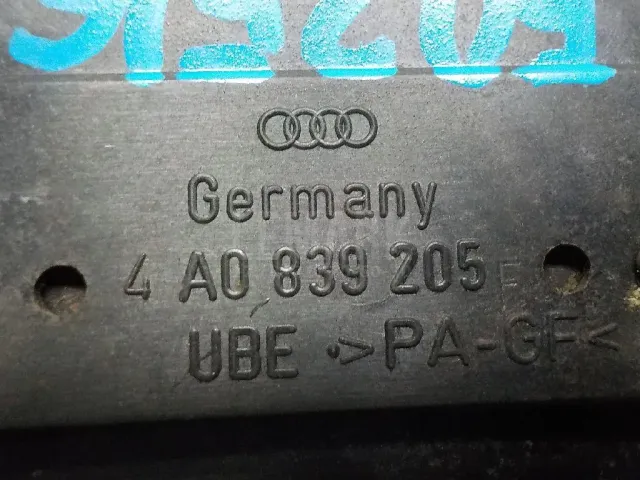 Germany
4 A0 839 205 F
UBE >PA-GF<